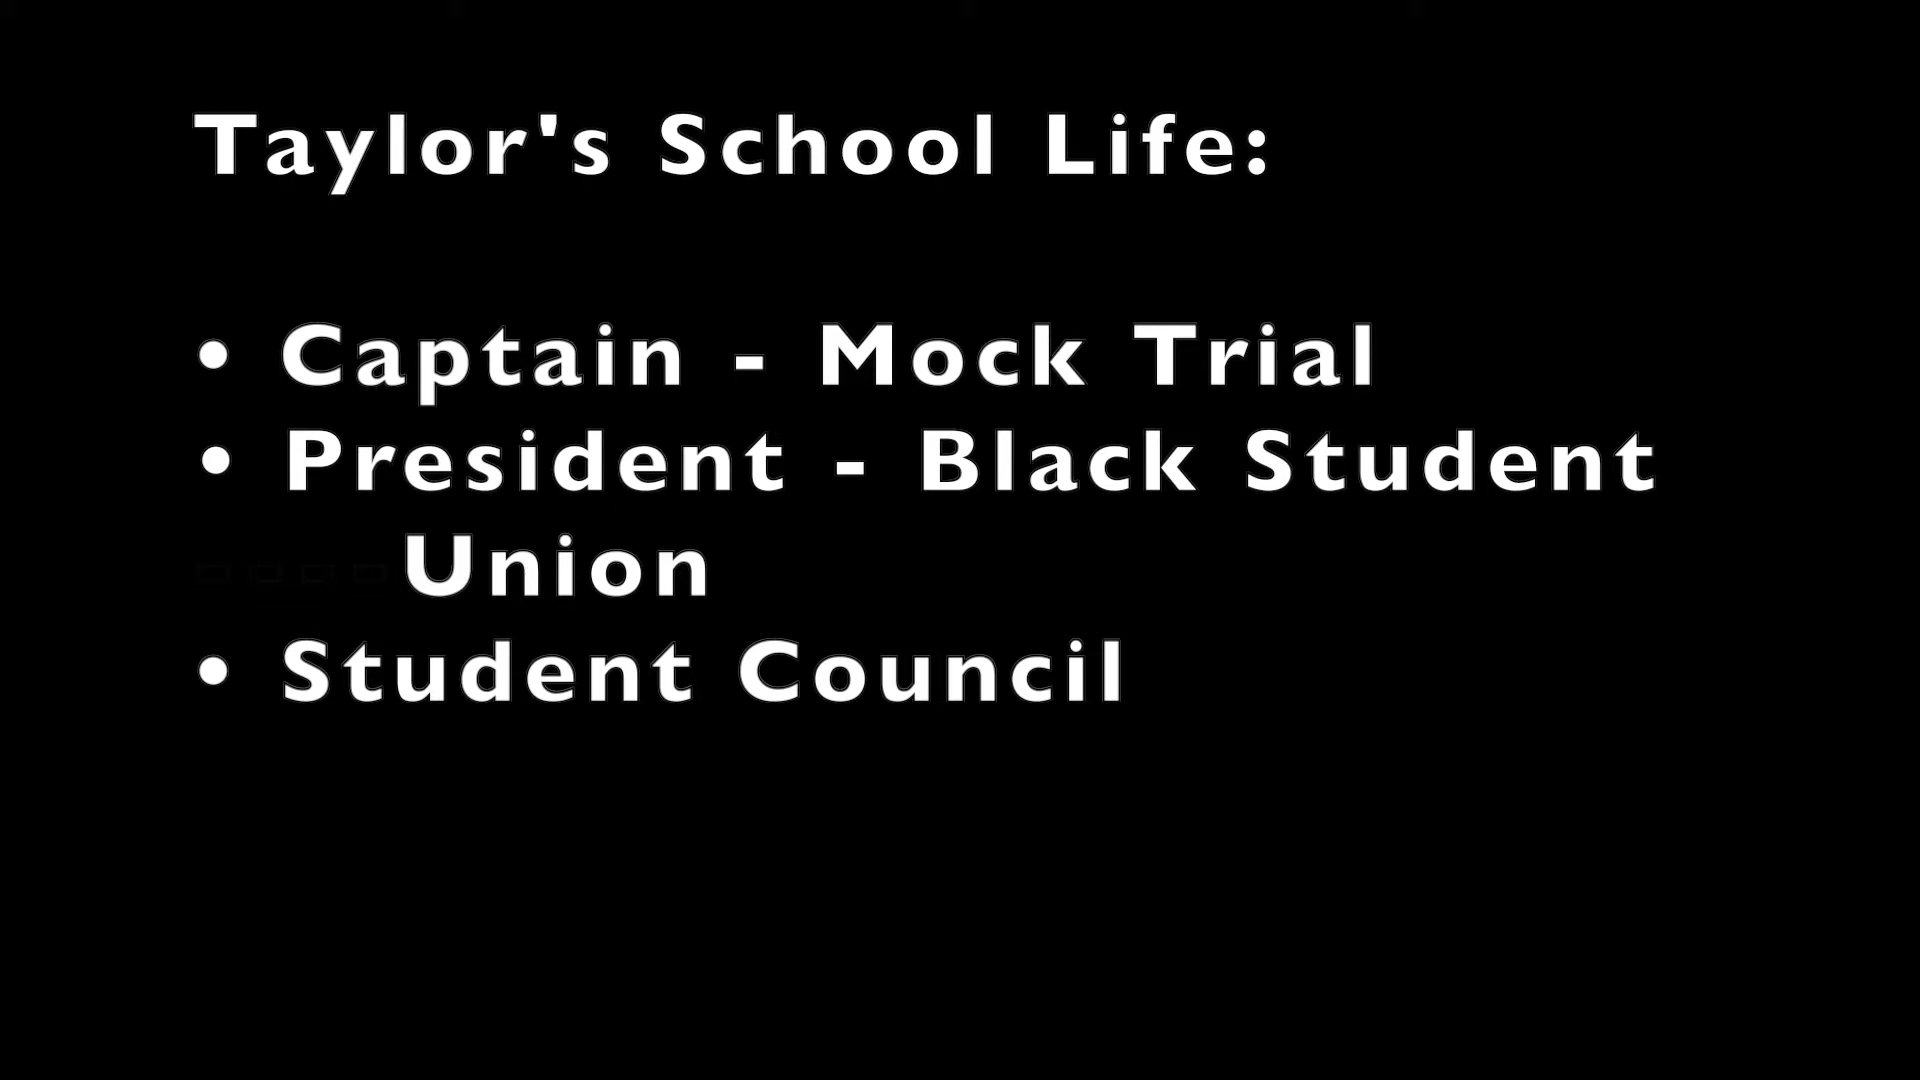 Taylor's School Life:
• Captain - Mock Trial
• President - Black Student
Union
• Student Council